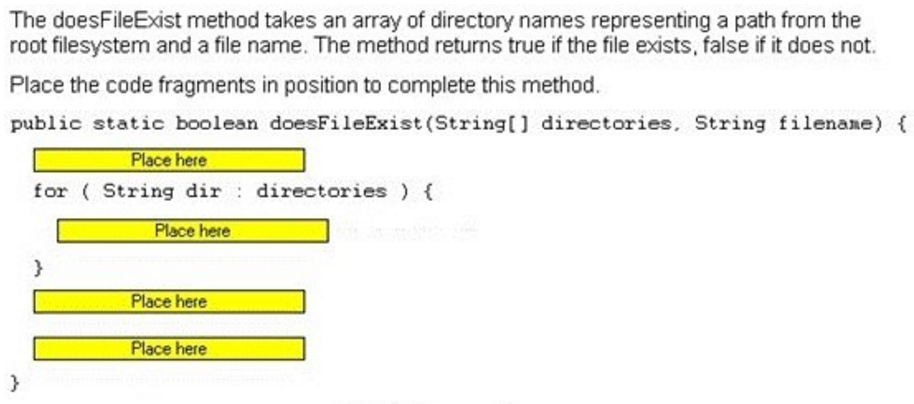 The doesFileExist method takes an array of directory names representing a path from the
root filesystem and a file name. The method returns true if the file exists, false if it does not.
Place the code fragments in position to complete this method.
public static boolean doesFileExist(String[] directories, String filename) {
Place here
for ( String dir : directories ) {
Place here
}
Place here
Place here
}